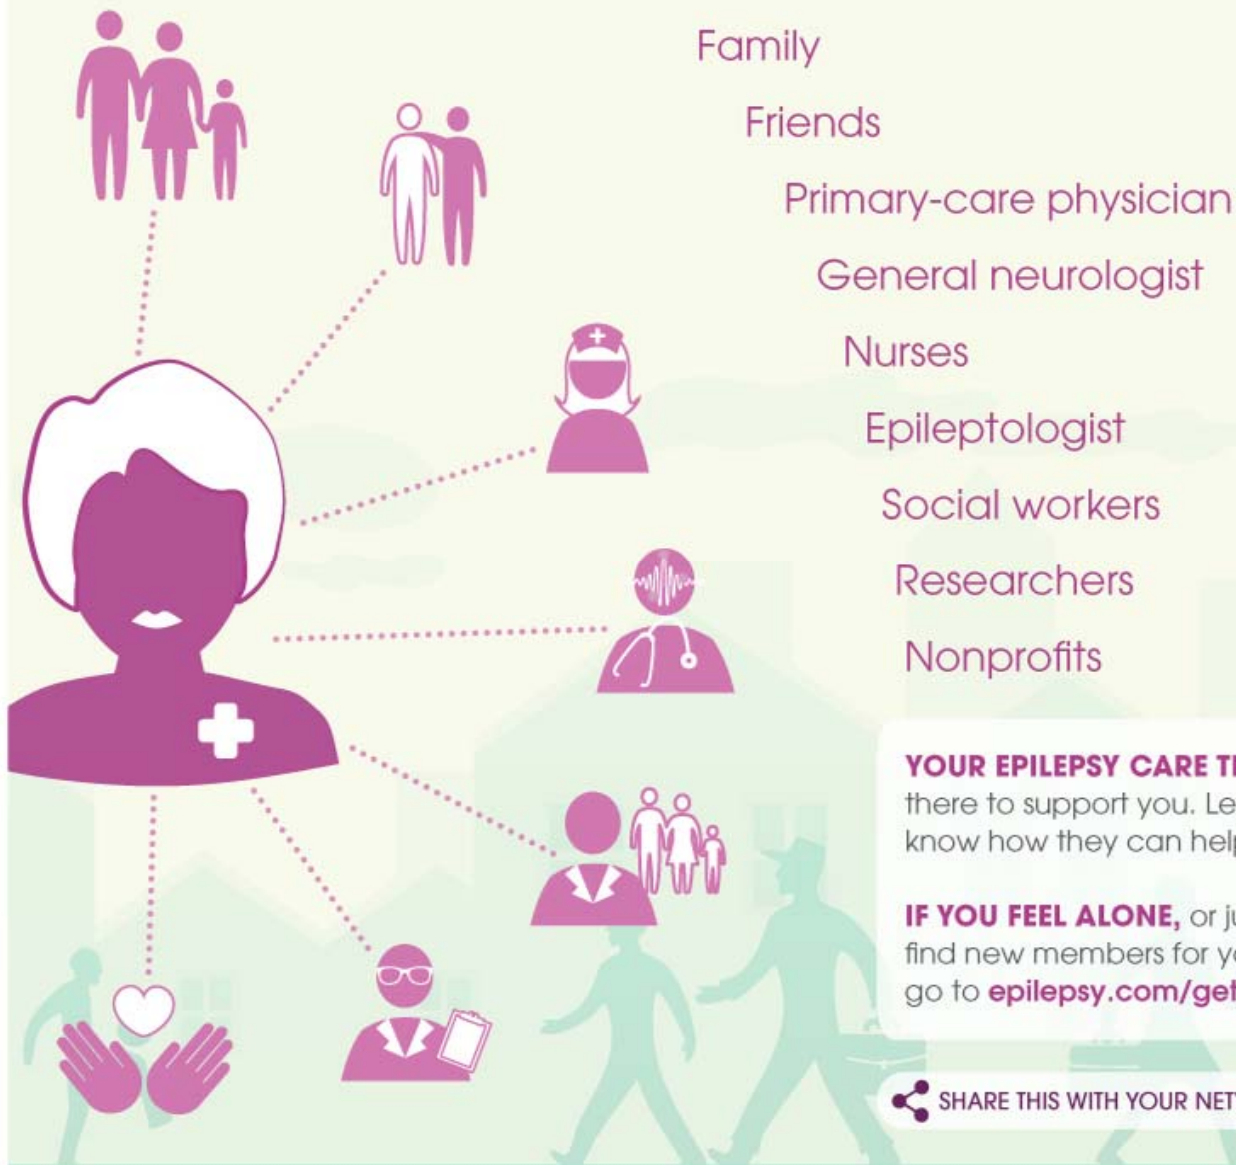 Family
Friends
Primary-care physician
General neurologist
Nurses
Epileptologist
Social workers
Researchers
Nonprofits
YOUR EPILEPSY CARE
there to support you. Le
know how they can help
IF YOU FEEL ALONE, or ju
find new members for yo
go to epilepsy.com/get
SHARE THIS WITH YOUR NET